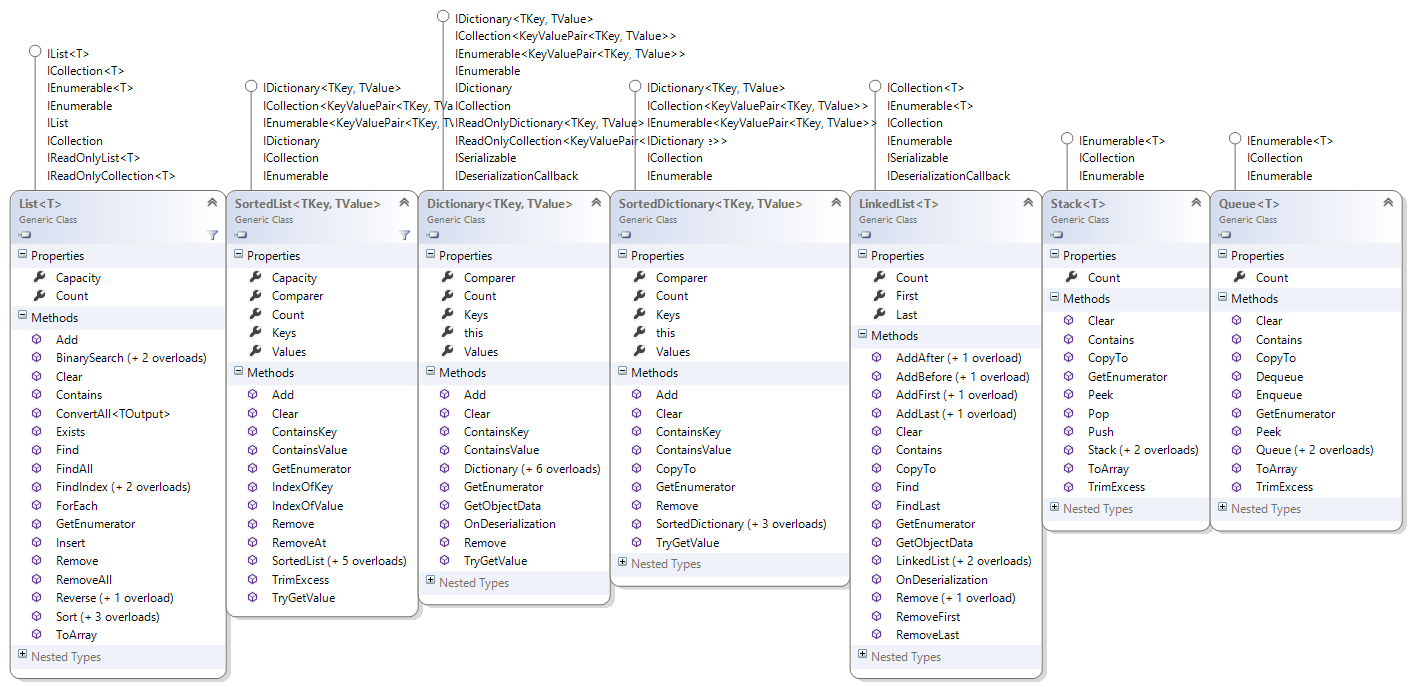 IList<T>
ICollection<T>
IEnumerable<T>
IEnumerable
IList
ICollection
IReadOnlyList<T>
IReadOnlyCollection<T>
List<T>
Generic Class
Properties
Capacity
Count
Methods
Add
BinarySearch (+ 2 overloads)
Clear
Contains
ConvertAll<TOutput>
Exists
Find
FindAll
FindIndex (+ 2 overloads)
ForEach
GetEnumerator
Insert
Remove
RemoveAll
Reverse (+ 1 overload)
Sort (+ 3 overloads)
ToArray
Nested Types
IDictionary<TKey, TValue>
ICollection<KeyValuePair<TKey, TVa
IEnumerable<KeyValuePair<TKey, TV
IDictionary
ICollection
IEnumerable
SortedList<TKey, TValue>
Generic Class
Properties
Capacity
Comparer
Count
Keys
Values
Methods
Add
Clear
ContainsKey
ContainsValue
GetEnumerator
IndexOfKey
IndexOfValue
Remove
RemoveAt
SortedList (+ 5 overloads)
TrimExcess
TryGetValue
IDictionary<TKey, TValue>
ICollection<KeyValuePair<TKey, TValue>>
IEnumerable<KeyValuePair<TKey, TValue>>
IEnumerable
IDictionary
ICollection
IReadOnlyDictionary<TKey, TValue>
IReadOnlyCollection<KeyValuePair<
ISerializable
IDeserializationCallback
Dictionary<TKey, TValue>
Generic Class
Properties
Comparer
Count
Keys
this
Values
Methods
Add
Clear
ContainsKey
ContainsValue
Dictionary (+ 6 overloads)
GetEnumerator
GetObjectData
OnDeserialization
Remove
TryGetValue
Nested Types
IDictionary<TKey, TValue>
ICollection<KeyValuePair<TKey, TValue>>
IEnumerable<KeyValuePair<TKey, TValue>>
IDictionary
ICollection
IEnumerable
SortedDictionary<TKey, TValue>
Generic Class
Properties
Comparer
Count
Keys
this
Values
Methods
Add
Clear
ContainsKey
ContainsValue
CopyTo
GetEnumerator
Remove
SortedDictionary (+ 3 overloads)
TryGetValue
Nested Types
ICollection<T>
IEnumerable<T>
ICollection
IEnumerable
ISerializable
IDeserializationCallback
LinkedList<T>
Generic Class
Properties
Count
First
Last
Methods
AddAfter (+ 1 overload)
AddBefore (+ 1 overload)
AddFirst (+ 1 overload)
AddLast (+ 1 overload)
Clear
Contains
CopyTo
Find
FindLast
GetEnumerator
GetObjectData
LinkedList (+ 2 overloads)
OnDeserialization
Remove (+ 1 overload)
RemoveFirst
RemoveLast
Nested Types
IEnumerable<T>
ICollection
IEnumerable
Stack<T>
Generic Class
Properties
Count
Methods
Clear
Contains
CopyTo
GetEnumerator
Peek
Pop
Push
Stack (+ 2 overloads)
ToArray
TrimExcess
Nested Types
IEnumerable<T>
ICollection
IEnumerable
Queue<T>
Generic Class
Properties
Count
Methods
Clear
Contains
CopyTo
Dequeue
Enqueue
GetEnumerator
Peek
Queue (+ 2 overloads)
ToArray
TrimExcess
Nested Types